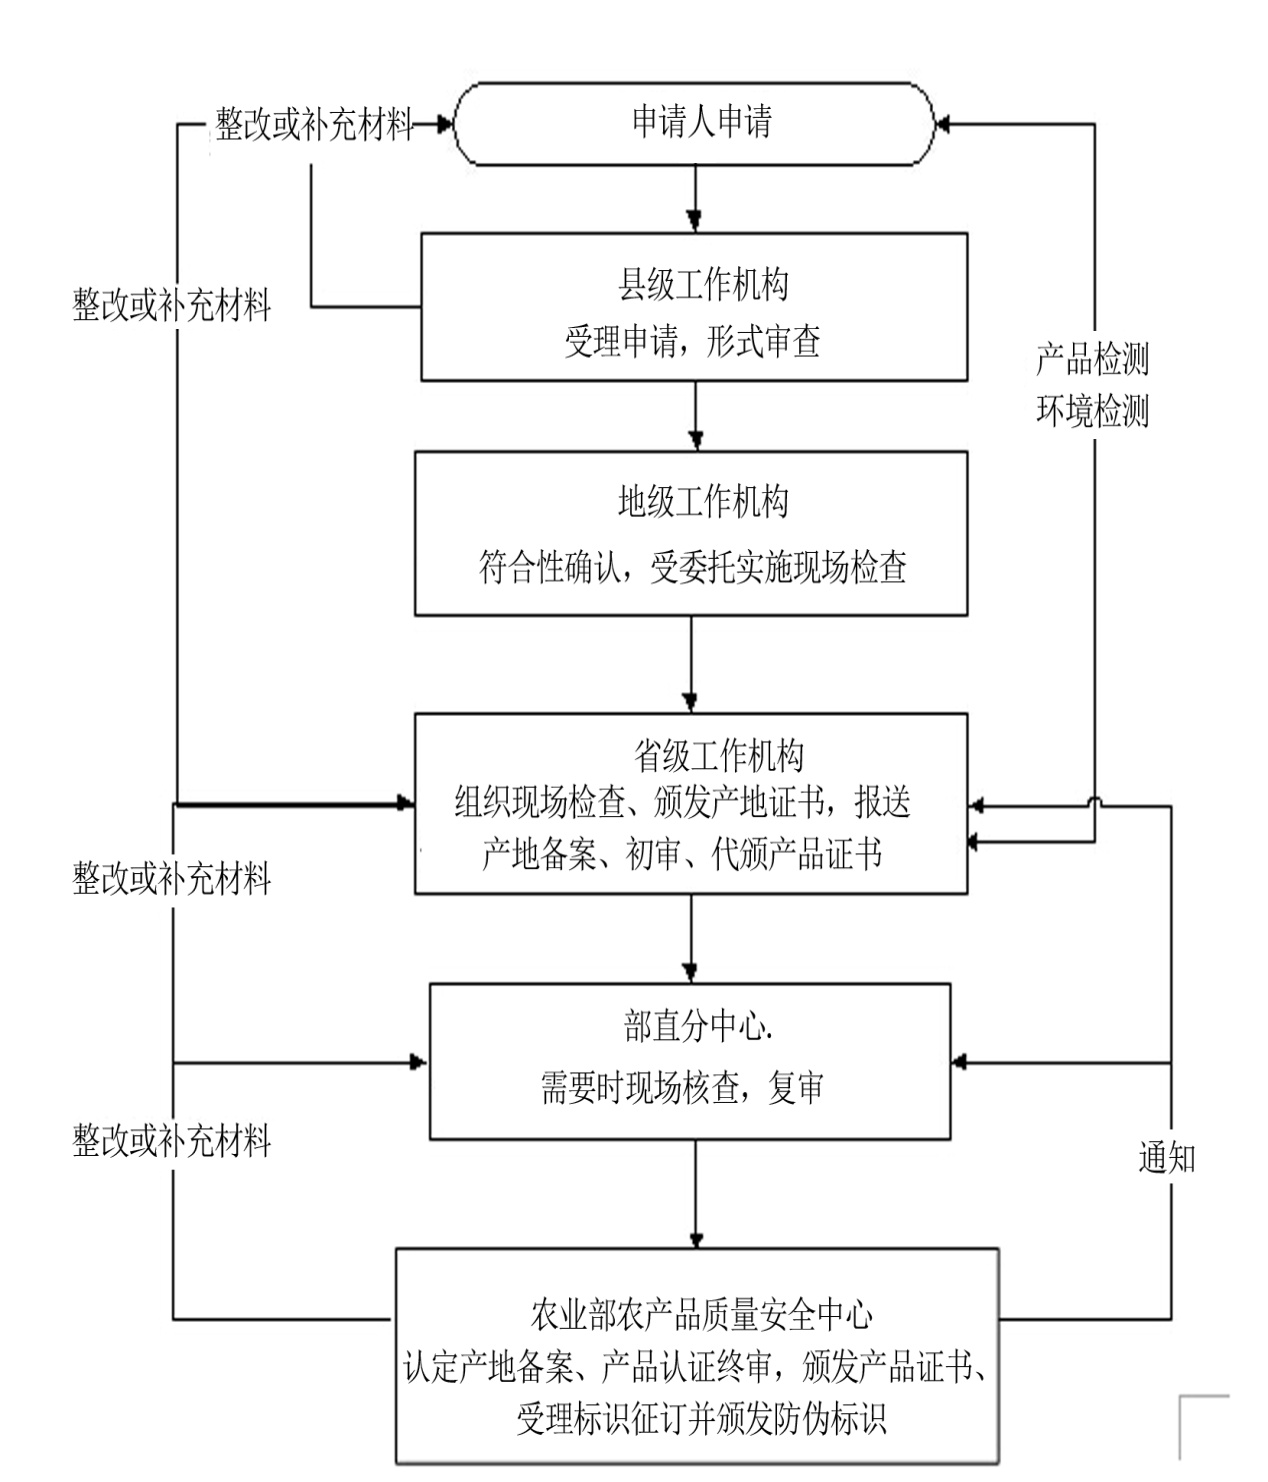 整改或补充材料
申请人申请
县级工作机构
受理申请，形式审查
整改或补充材料
产品检测
环境检测
地级工作机构
符合性确认，受委托实施现场检查
省级工作机构
组织现场检查、颁发产地证书，报送
产地备案、初审、代颁产品证书
整改或补充材料
部直分中心.
需要时现场核查，复审
整改或补充材料
通知
农业部农产品质量安全中心
认定产地备案、产品认证终审，颁发产品证书、
受理标识征订并颁发防伪标识